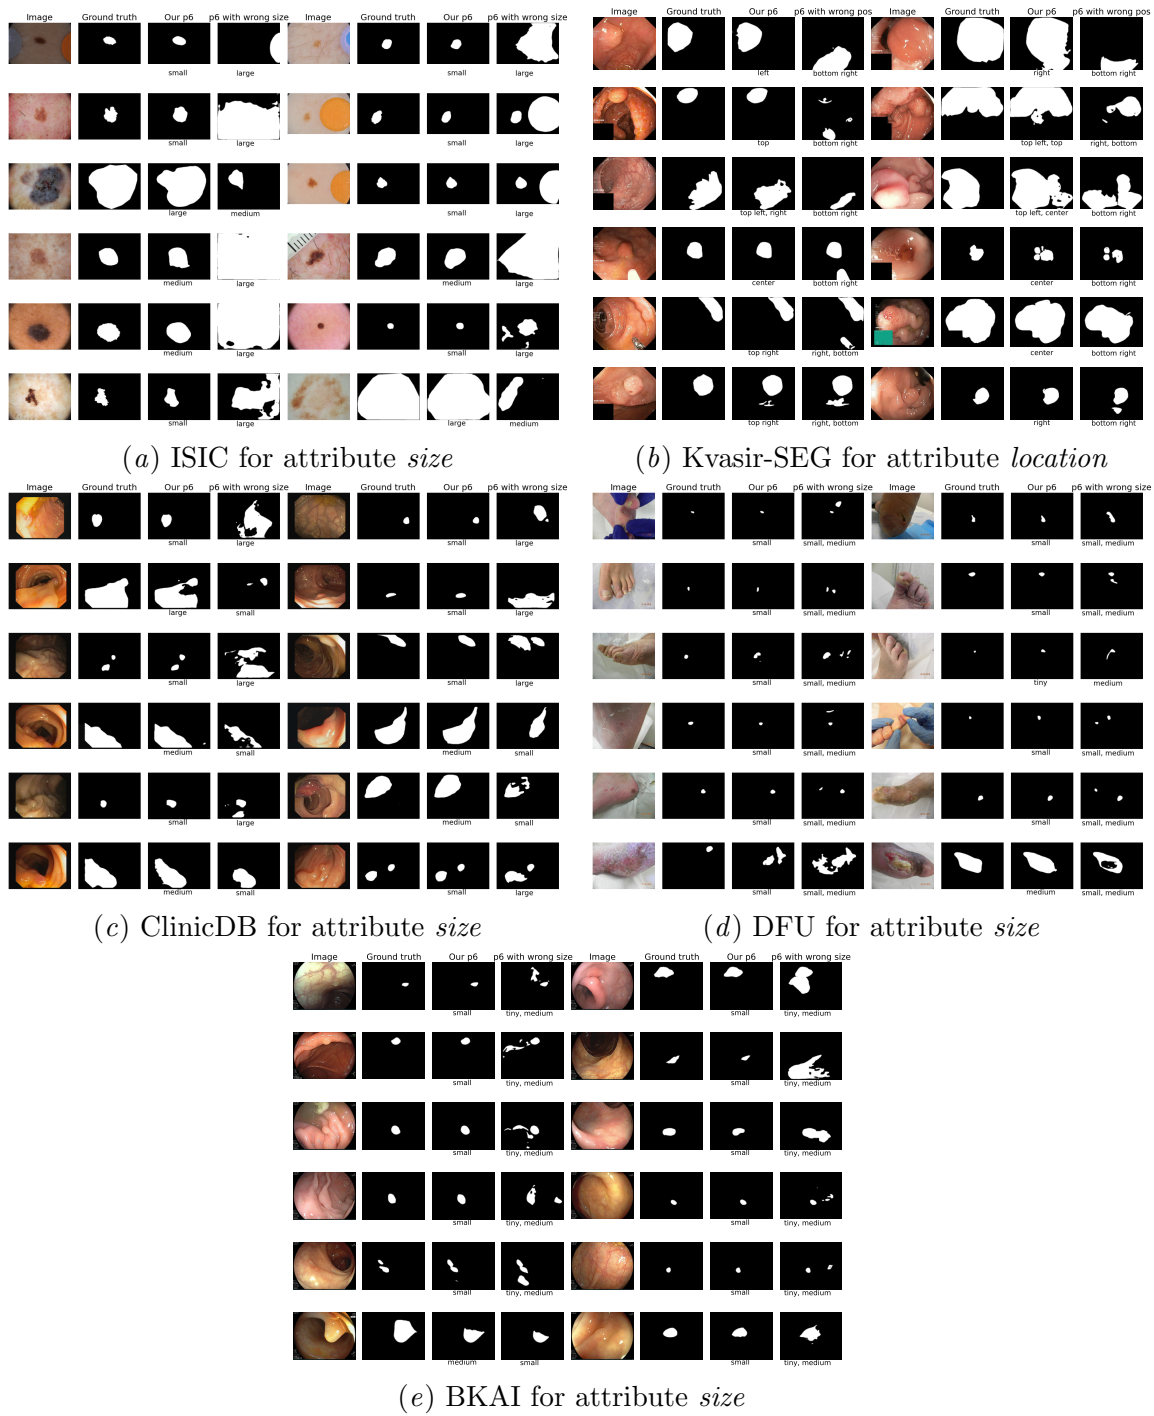 Image Ground truth Our p6 p6 with wrong size Image Ground truth Our p6 p6 with wrong size
small large small large
small large small large
large medium small large
medium large medium large
medium large small large
small large large medium
(a) ISIC for attribute size
Image Ground truth Our p6 p6 with wrong pos Image Ground truth Our p6 p6 with wrong pos
left bottom right right bottom right
top bottom right top left, top right, bottom
top left, right bottom right top left, center bottom right
center bottom right center bottom right
top right right, bottom center bottom right
top right right, bottom right bottom right
(b) Kvasir-SEG for attribute location
Image Ground truth Our p6 p6 with wrong size Image Ground truth Our p6 p6 with wrong size
small large small large
large small small large
small large small large
medium small medium small
small large medium small
medium small small large
(c) ClinicDB for attribute size
Image Ground truth Our p6 p6 with wrong size Image Ground truth Our p6 p6 with wrong size
small small, medium small small, medium
small small, medium small small, medium
small small, medium tiny medium
small small, medium small small, medium
small small, medium small small, medium
small small, medium medium small, medium
(d) DFU for attribute size
Image Ground truth Our p6 p6 with wrong size Image Ground truth Our p6 p6 with wrong size
small tiny, medium small tiny, medium
small tiny, medium small tiny, medium
small tiny, medium small tiny, medium
small tiny, medium small tiny, medium
small tiny, medium small tiny, medium
medium small small tiny, medium
(e) BKAI for attribute size